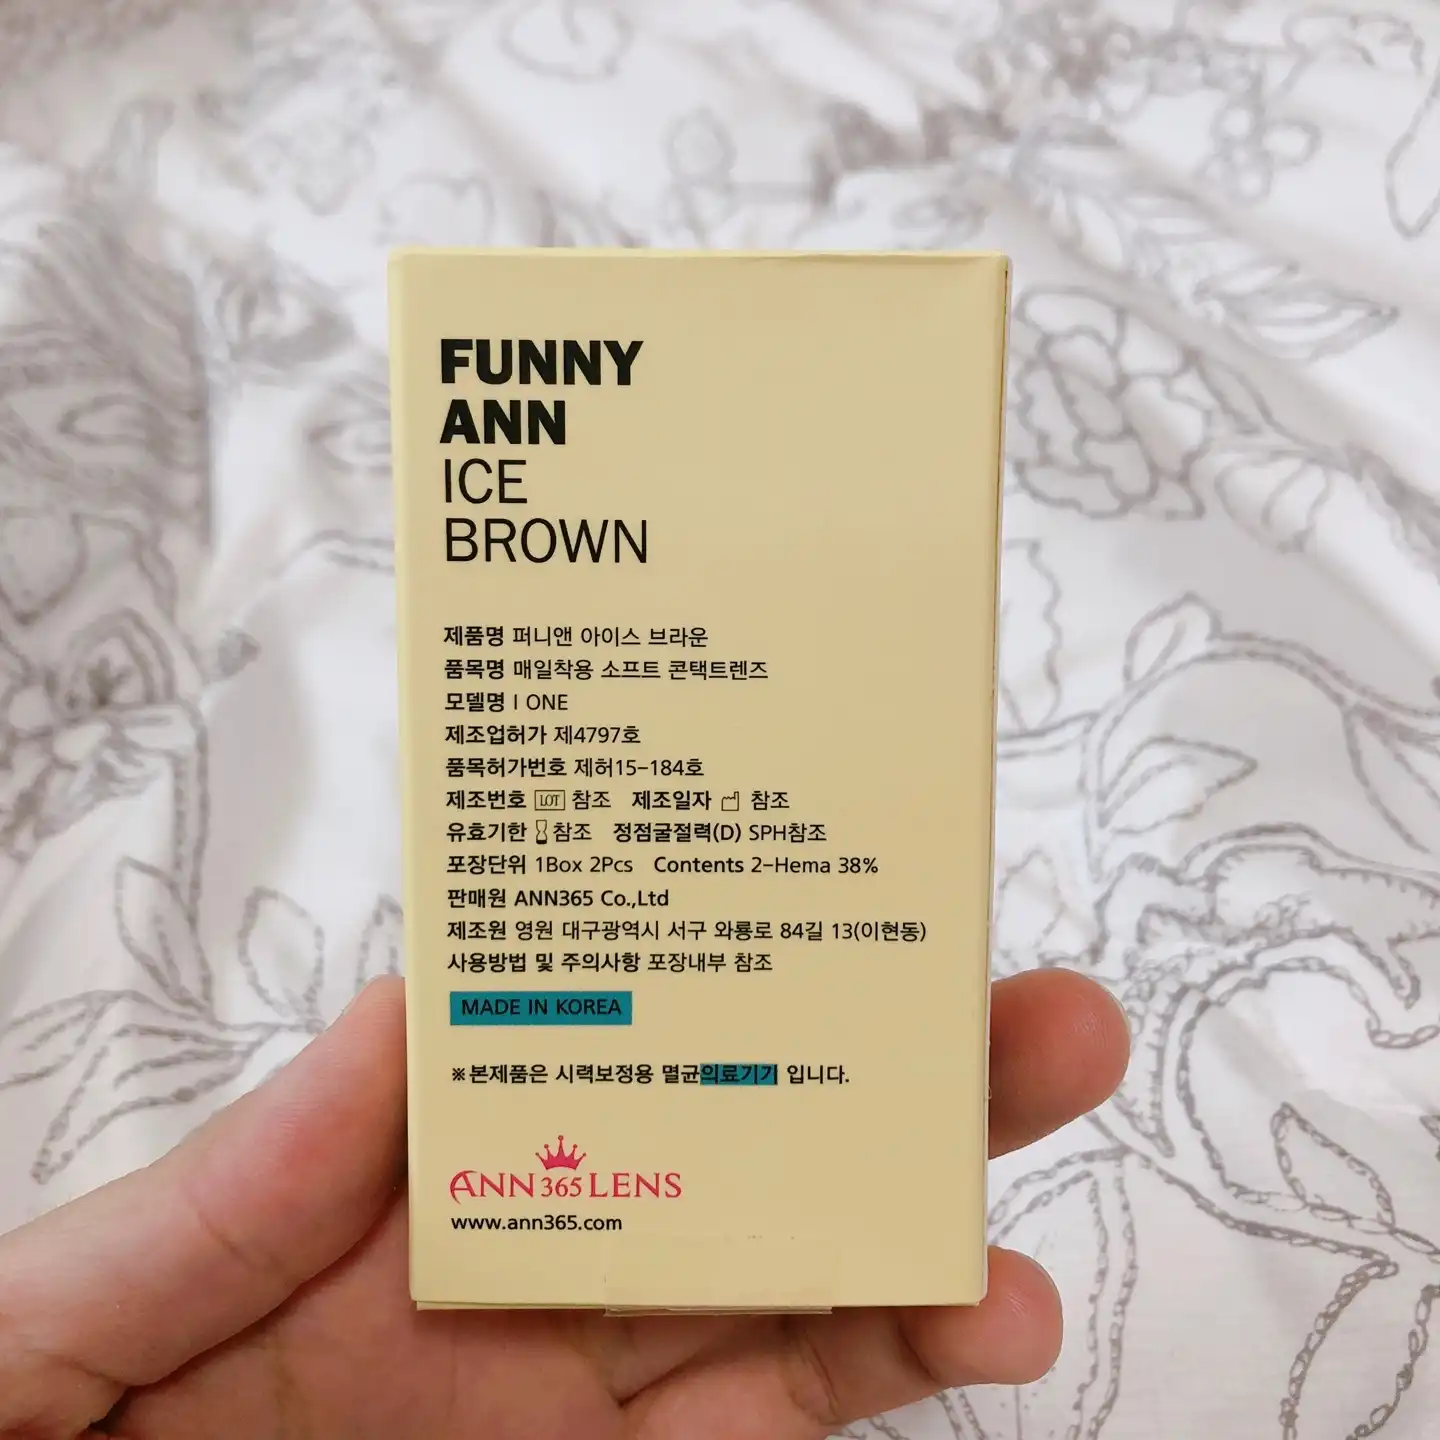 FUNNY
ANN
ICE
BROWN
제품명 퍼니앤 아이스 브라운
품목명 매일착용 소프트 콘택트렌즈
모델명 I ONE
제조업허가 제4797호
품목허가번호 제허15-184호
제조번호 LOT 참조 제조일자 참조
유효기한 참조 정점굴절력(D) SPH참조
포장단위 1Box 2Pcs Contents 2-Hema 38%
판매원 ANN365 Co.,Ltd
제조원 영원 대구광역시 서구 와룡로 84길 13(이현동)
사용방법 및 주의사항 포장내부 참조
MADE IN KOREA
※본제품은 시력보정용 멸균의료기기 입니다.
ANN 365 LENS
www.ann365.com